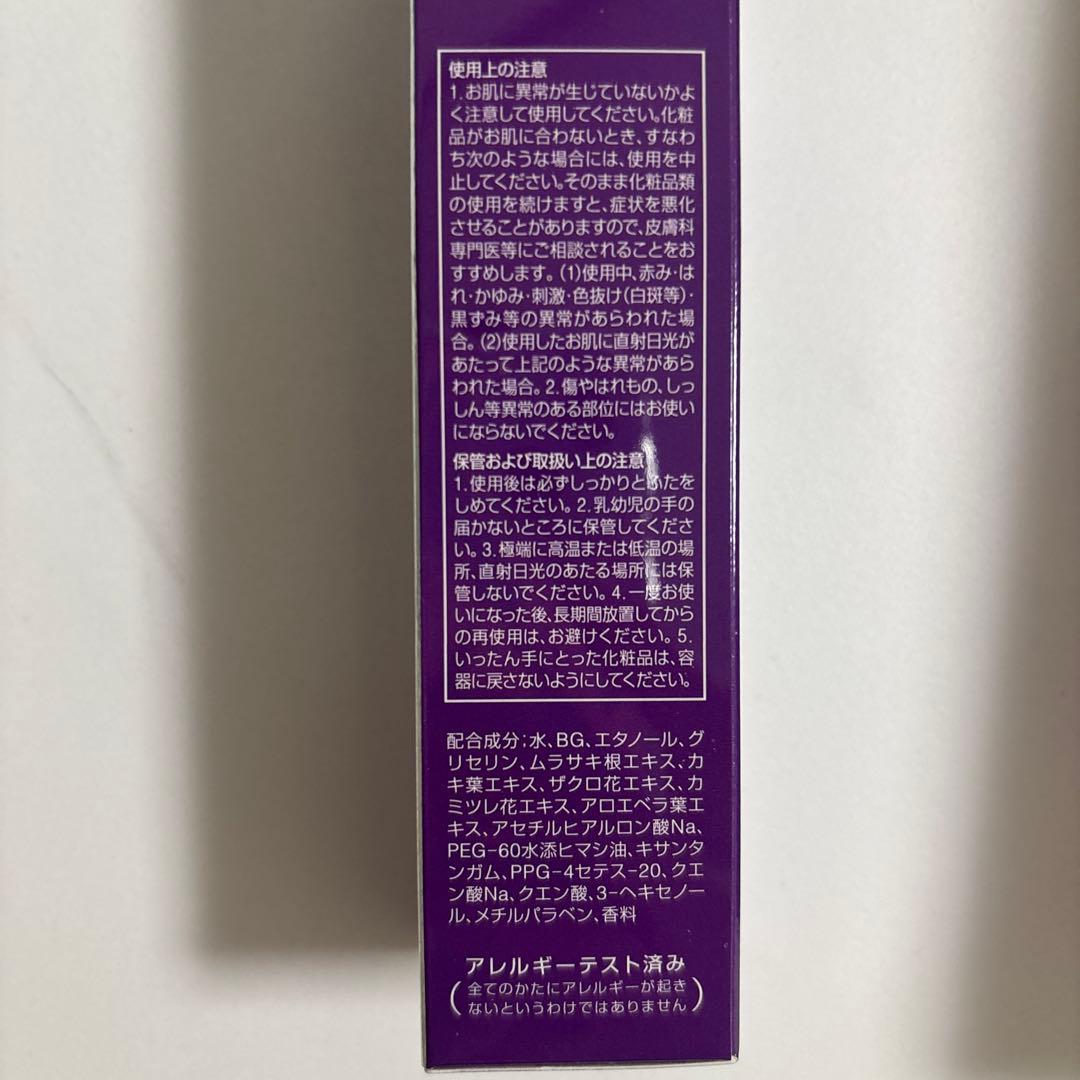 使用上の注意
1.お肌に異常が生じていないかよ
く注意して使用してください。化粧
品がお肌に合わないとき、すなわ
ち次のような場合には、使用を中
止してください。そのまま化粧品類
の使用を続けますと、症状を悪化
させることがありますので、皮膚科
専門医等にご相談されることをお
すすめします。(1)使用中、赤み・は
れ・かゆみ・刺激・色抜け(白斑等)・
黒ずみ等の異常があらわれた場
合。(2)使用したお肌に直射日光が
あたって上記のような異常があら
われた場合。2.傷やはれもの、しっ
しん等異常のある部位にはお使い
にならないでください。
保管および取扱い上の注意
1.使用後は必ずしっかりとふたを
しめてください。2.乳幼児の手の
届かないところに保管してくださ
い。3.極端に高温または低温の場
所、直射日光のあたる場所には保
管しないでください。4.一度お使
いになった後、長期間放置してから
の再使用は、お避けください。5.
いったん手にとった化粧品は、容
器に戻さないようにしてください。
配合成分;水、BG、エタノール、グ
リセリン、ムラサキ根エキス、カ
キ葉エキス、ザクロ花エキス、カ
ミツレ花エキス、アロエベラ葉エ
キス、アセチルヒアルロン酸Na、
PEG-60水添ヒマシ油、キサンタ
ンガム、PPG-4セテス-20、クエ
ン酸Na、クエン酸、3-ヘキセノー
ル、メチルパラベン、香料
アレルギーテスト済み
(全てのかたにアレルギーが起き
ないというわけではありません)